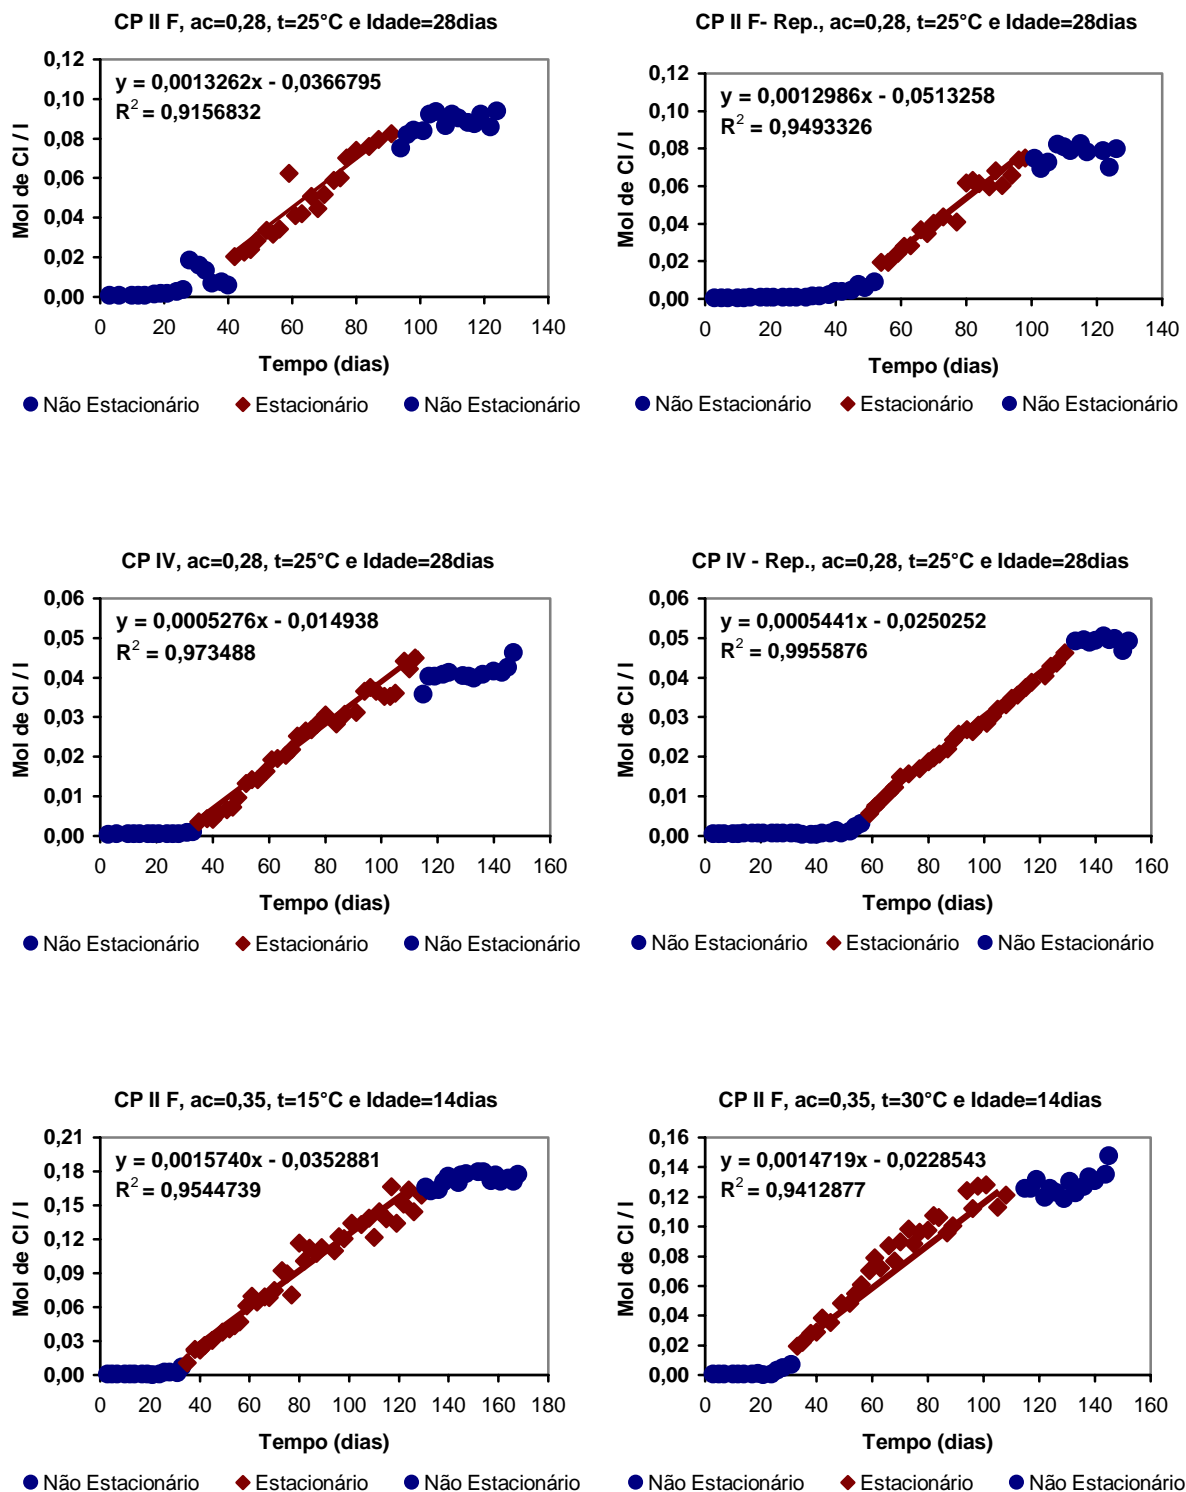 CP II F, ac=0,28, t=25°C e Idade=28dias
y = 0,0013262x - 0,0366795
R² = 0,9156832
0,12
0,10
0,08
0,06
0,04
0,02
0,00
Mol de Cl / l
0 20 40 60 80 100 120 140
Tempo (dias)
Não Estacionário Estacionário Não Estacionário
CP II F- Rep., ac=0,28, t=25°C e Idade=28dias
y = 0,0012986x - 0,0513258
R² = 0,9493326
0,12
0,10
0,08
0,06
0,04
0,02
0,00
Mol de Cl / l
0 20 40 60 80 100 120 140
Tempo (dias)
Não Estacionário Estacionário Não Estacionário
CP IV, ac=0,28, t=25°C e Idade=28dias
y = 0,0005276x - 0,014938
R² = 0,973488
0,06
0,05
0,04
0,03
0,02
0,01
0,00
Mol de Cl / l
0 20 40 60 80 100 120 140 160
Tempo (dias)
Não Estacionário Estacionário Não Estacionário
CP IV - Rep., ac=0,28, t=25°C e Idade=28dias
y = 0,0005441x - 0,0250252
R² = 0,9955876
0,06
0,05
0,04
0,03
0,02
0,01
0,00
Mol de Cl / l
0 20 40 60 80 100 120 140 160
Tempo (dias)
Não Estacionário Estacionário Não Estacionário
CP II F, ac=0,35, t=15°C e Idade=14dias
y = 0,0015740x - 0,0352881
R² = 0,9544739
0,21
0,18
0,15
0,12
0,09
0,06
0,03
0,00
Mol de Cl / l
0 20 40 60 80 100 120 140 160 180
Tempo (dias)
Não Estacionário Estacionário Não Estacionário
CP II F, ac=0,35, t=30°C e Idade=14dias
y = 0,0014719x - 0,0228543
R² = 0,9412877
0,16
0,14
0,12
0,10
0,08
0,06
0,04
0,02
0,00
Mol de Cl / l
0 20 40 60 80 100 120 140 160
Tempo (dias)
Não Estacionário Estacionário Não Estacionário